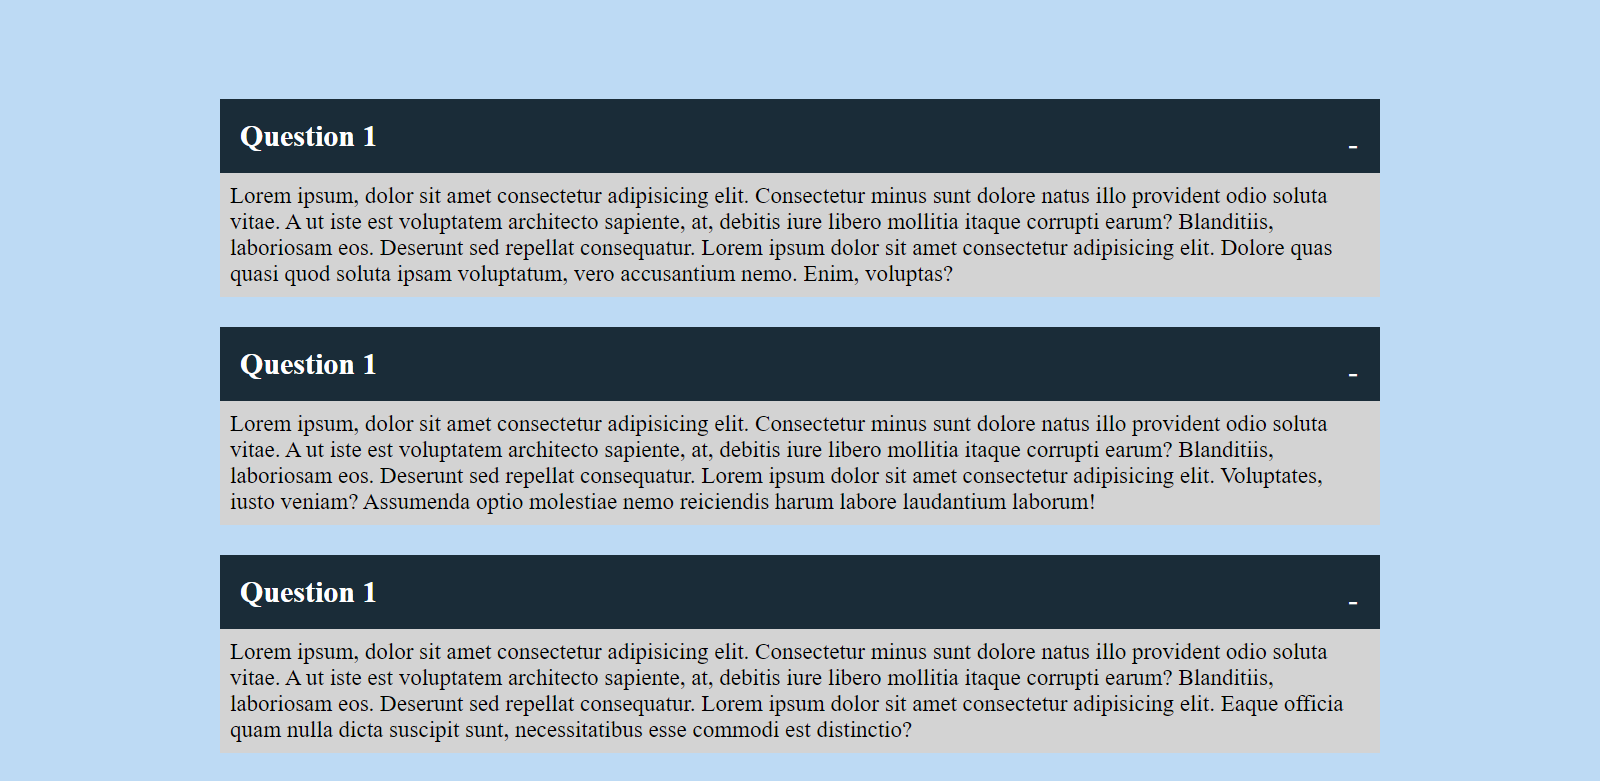 Question 1
-
Lorem ipsum, dolor sit amet consectetur adipisicing elit. Consectetur minus sunt dolore natus illo provident odio soluta
vitae. A ut iste est voluptatem architecto sapiente, at, debitis iure libero mollitia itaque corrupti earum? Blanditiis,
laboriosam eos. Deserunt sed repellat consequatur. Lorem ipsum dolor sit amet consectetur adipisicing elit. Dolore quas
quasi quod soluta ipsam voluptatum, vero accusantium nemo. Enim, voluptas?
Question 1
-
Lorem ipsum, dolor sit amet consectetur adipisicing elit. Consectetur minus sunt dolore natus illo provident odio soluta
vitae. A ut iste est voluptatem architecto sapiente, at, debitis iure libero mollitia itaque corrupti earum? Blanditiis,
laboriosam eos. Deserunt sed repellat consequatur. Lorem ipsum dolor sit amet consectetur adipisicing elit. Voluptates,
iusto veniam? Assumenda optio molestiae nemo reiciendis harum labore laudantium laborum!
Question 1
-
Lorem ipsum, dolor sit amet consectetur adipisicing elit. Consectetur minus sunt dolore natus illo provident odio soluta
vitae. A ut iste est voluptatem architecto sapiente, at, debitis iure libero mollitia itaque corrupti earum? Blanditiis,
laboriosam eos. Deserunt sed repellat consequatur. Lorem ipsum dolor sit amet consectetur adipisicing elit. Eaque officia
quam nulla dicta suscipit sunt, necessitatibus esse commodi est distinctio?